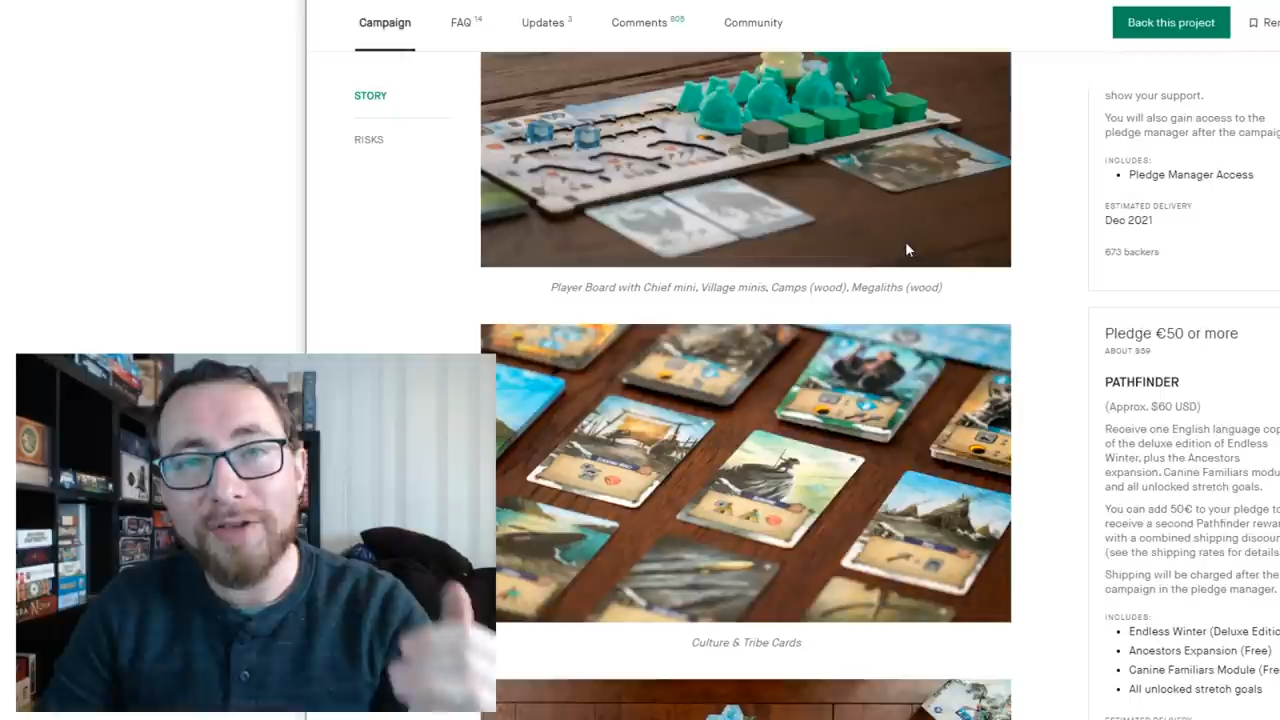 Campaign
FAQ 14
Updates 3
Comments 805
Community
Back this project
STORY
RISKS
show your support.
You will also gain access to the
pledge manager after the campaig
INCLUDES:
• Pledge Manager Access
ESTIMATED DELIVERY
Dec 2021
673 backers
Player Board with Chief mini, Village minis, Camps (wood), Megaliths (wood)
Pledge €50 or more
ABOUT $59
PATHFINDER
(Approx. $60 USD)
Receive one English language cop
of the deluxe edition of Endless
Winter, plus the Ancestors
expansion. Canine Familiars modu
and all unlocked stretch goals.
You can add 50€ to your pledge to
receive a second Pathfinder rewa
with a combined shipping discoun
(see the shipping rates for details
Shipping will be charged after the
campaign in the pledge manager.
INCLUDES:
• Endless Winter (Deluxe Editio
• Ancestors Expansion (Free)
• Canine Familiars Module (Fre
• All unlocked stretch goals
Culture & Tribe Cards